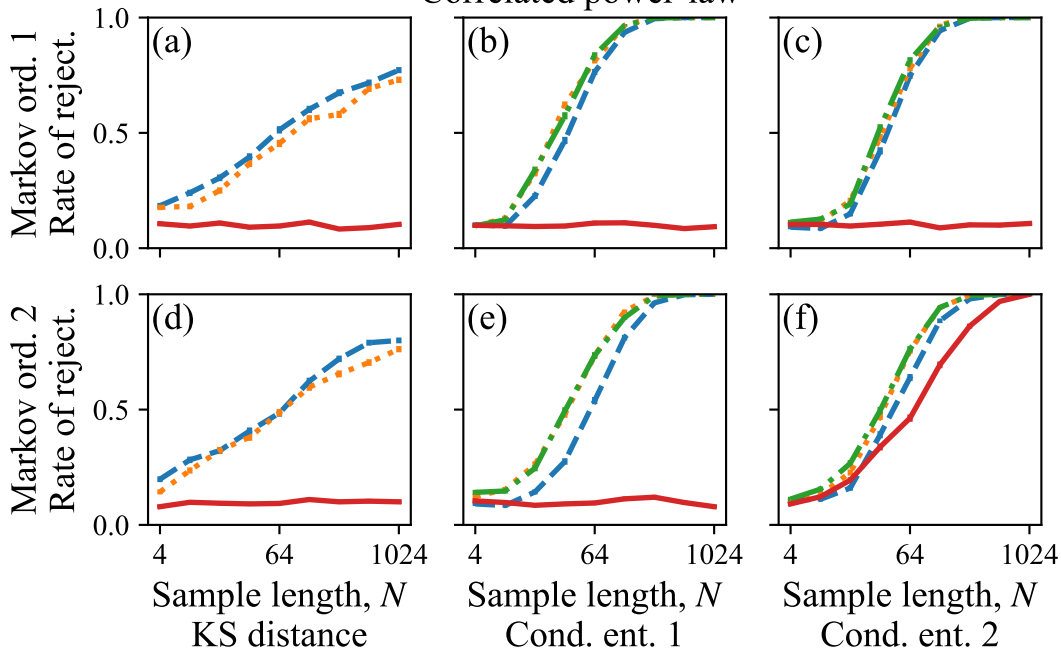 Correlated power-law
Markov ord. 1
Rate of reject.
1.0
0.5
0.0
(a)
(b)
(c)
Markov ord. 2
Rate of reject.
1.0
0.5
0.0
(d)
(e)
(f)
4 64 1024
4 64 1024
4 64 1024
Sample length, N
Sample length, N
Sample length, N
KS distance
Cond. ent. 1
Cond. ent. 2